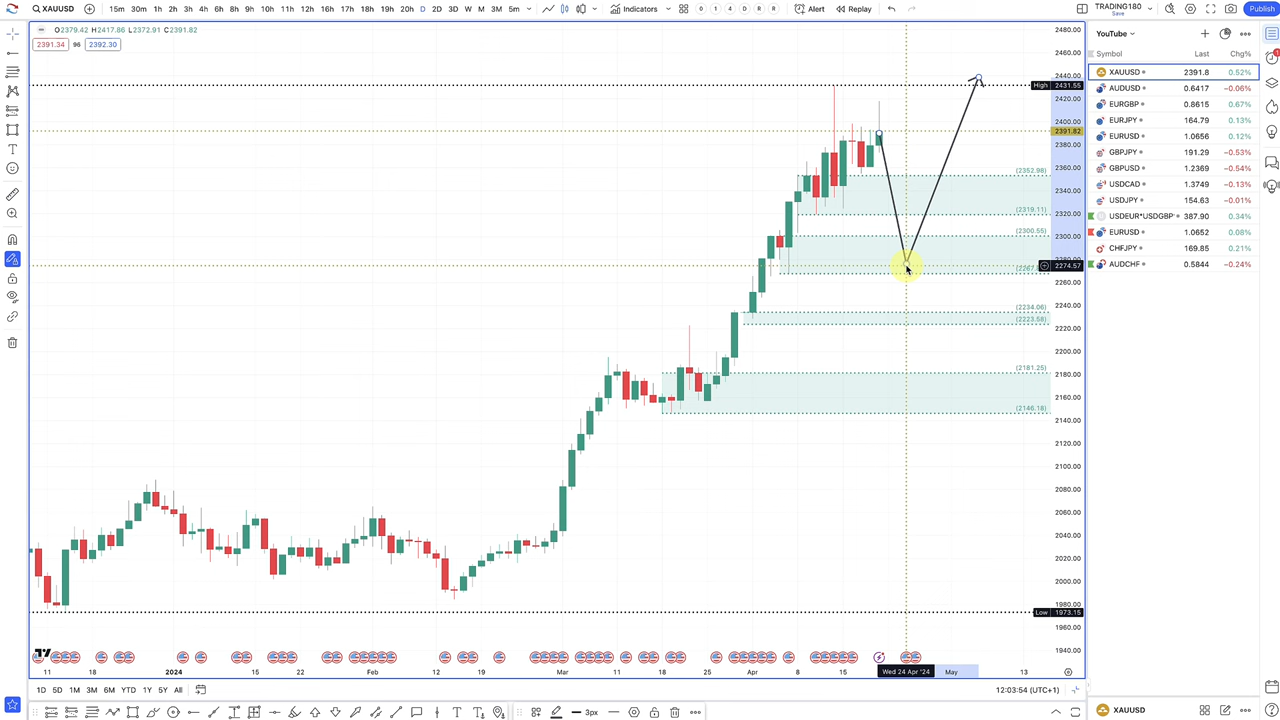 XAUUSD 15m 30m 1h 2h 3h 4h 6h 8h 9h 10h 11h 12h 16h 17h 18h 19h 20h D 2D 3D W M 3M 5m Indicators 0 1 4 D R R Alert Replay TRADING180 Save Publish
O2379.42 H2417.86 L2372.91 C2391.82
2391.34 96 2392.30
2480.00
2460.00
2440.00
High 2431.55
2420.00
2400.00
2391.82
2380.00
2360.00
(2352.98)
2340.00
2320.00
(2319.11)
2300.00
(2300.55)
2274.57
(2267.
2260.00
2240.00
(2234.06)
(2223.58)
2220.00
2200.00
2180.00
(2181.25)
2160.00
(2146.18)
2140.00
2120.00
2100.00
2080.00
2060.00
2040.00
2020.00
2000.00
1980.00
Low 1973.15
1960.00
1940.00
11 18 2024 15 22 Feb 12 19 Mar 11 18 25 Apr 8 15 Wed 24 Apr '24 May 13
1D 5D 1M 3M 6M YTD 1Y 5Y All
12:03:54 (UTC+1)
3px
YouTube
Symbol Last Chg%
XAUUSD 2391.8 0.52%
AUDUSD 0.6417 −0.06%
EURGBP 0.8615 0.67%
EURJPY 164.79 0.13%
EURUSD 1.0656 0.12%
GBPJPY 191.29 −0.53%
GBPUSD 1.2369 −0.54%
USDCAD 1.3749 −0.13%
USDJPY 154.63 −0.01%
USDEUR*USDGBP 387.90 0.34%
EURUSD 1.0652 0.08%
CHFJPY 169.85 0.21%
AUDCHF 0.5844 −0.24%
XAUUSD